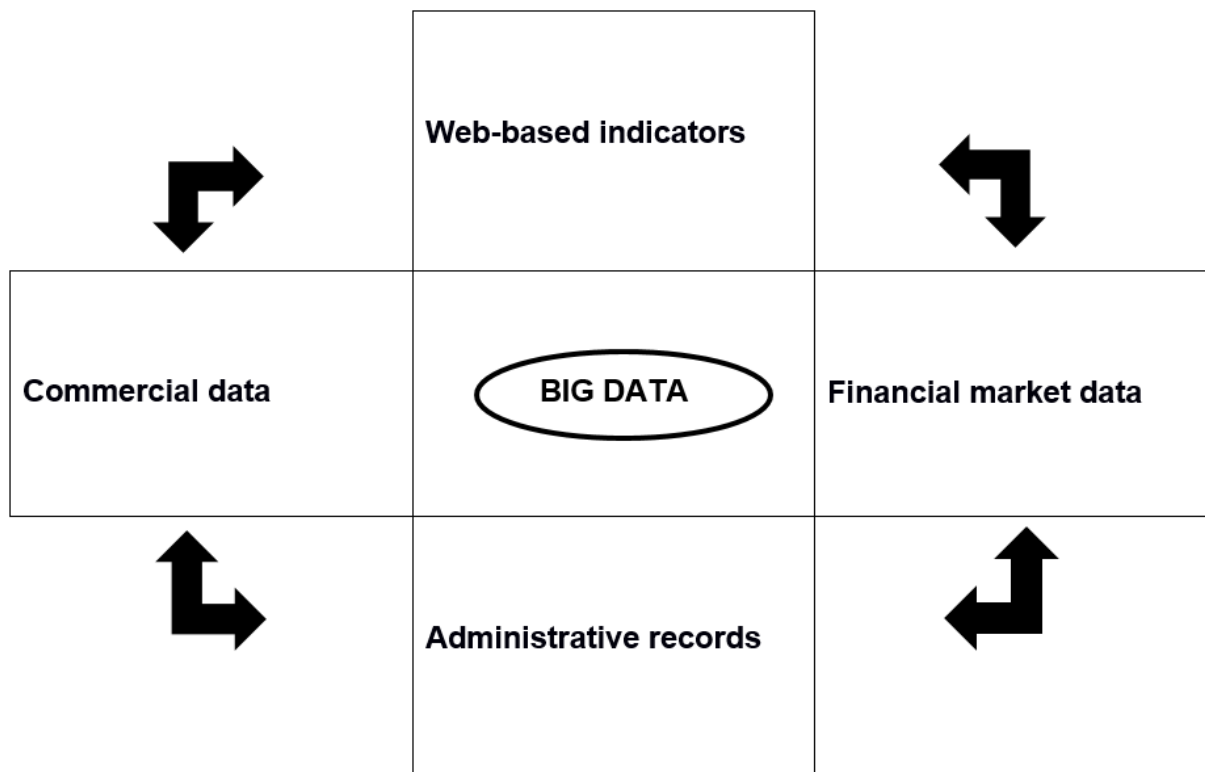 Web-based indicators
Commercial data
BIG DATA
Financial market data
Administrative records